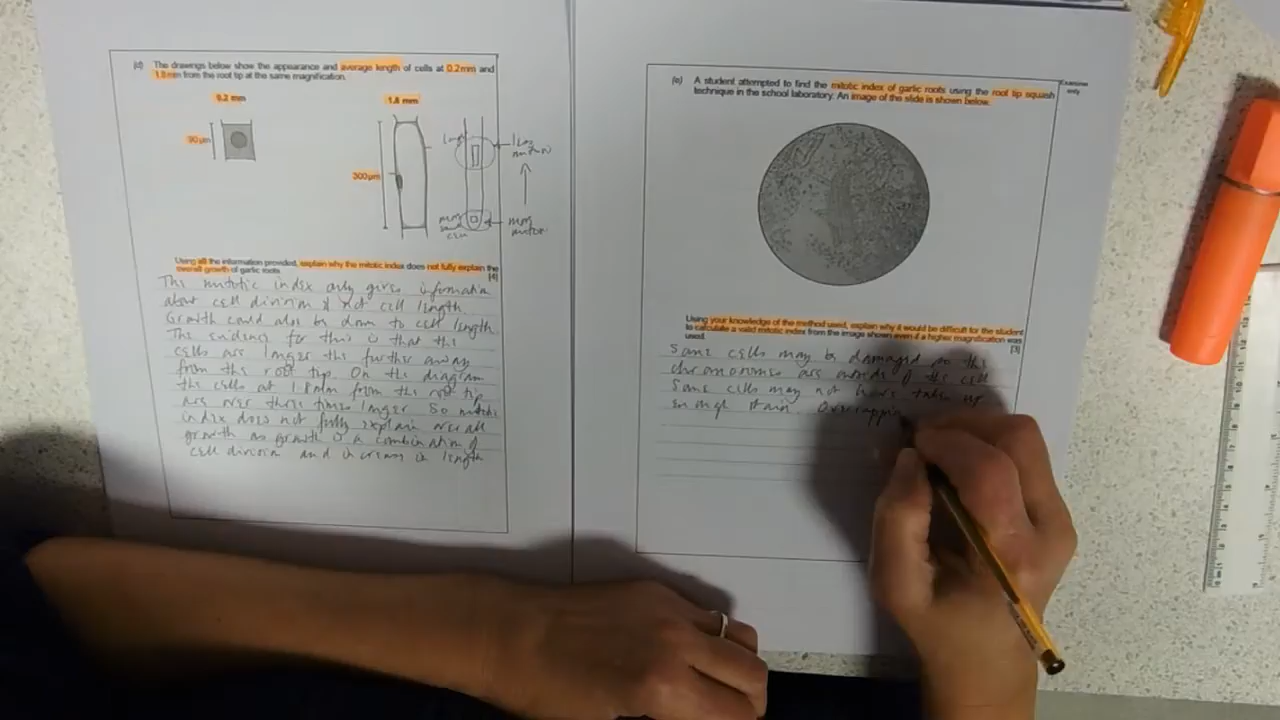 (d) The drawings below show the appearance and average length of cells at 0.2mm and
1.8mm from the root tip at the same magnification.
0.2 mm
1.8 mm
90µm
300µm
long
less
mitosis
more
small
cells
more
mitosis
Using all the information provided, explain why the mitotic index does not fully explain the
overall growth of garlic roots.
[4]
The mitotic index only gives information
about cell division & not cell length.
Growth could also be down to cell length.
The evidence for this is that the
cells are longer the further away
from the root tip. On the diagram
the cells at 1.8mm from the root tip
are over three times longer so mitotic
index does not fully explain overall
growth as growth is a combination of
cell division and increase in length
(e) A student attempted to find the mitotic index of garlic roots using the root tip squash
technique in the school laboratory. An image of the slide is shown below.
Examiner
only
Using your knowledge of the method used, explain why it would be difficult for the student
to calculate a valid mitotic index from the image shown even if a higher magnification was
used.
[3]
Some cells may be damaged so the
chromosomes are outside of the cell
Some cells may not have taken up
enough stain Overlappin